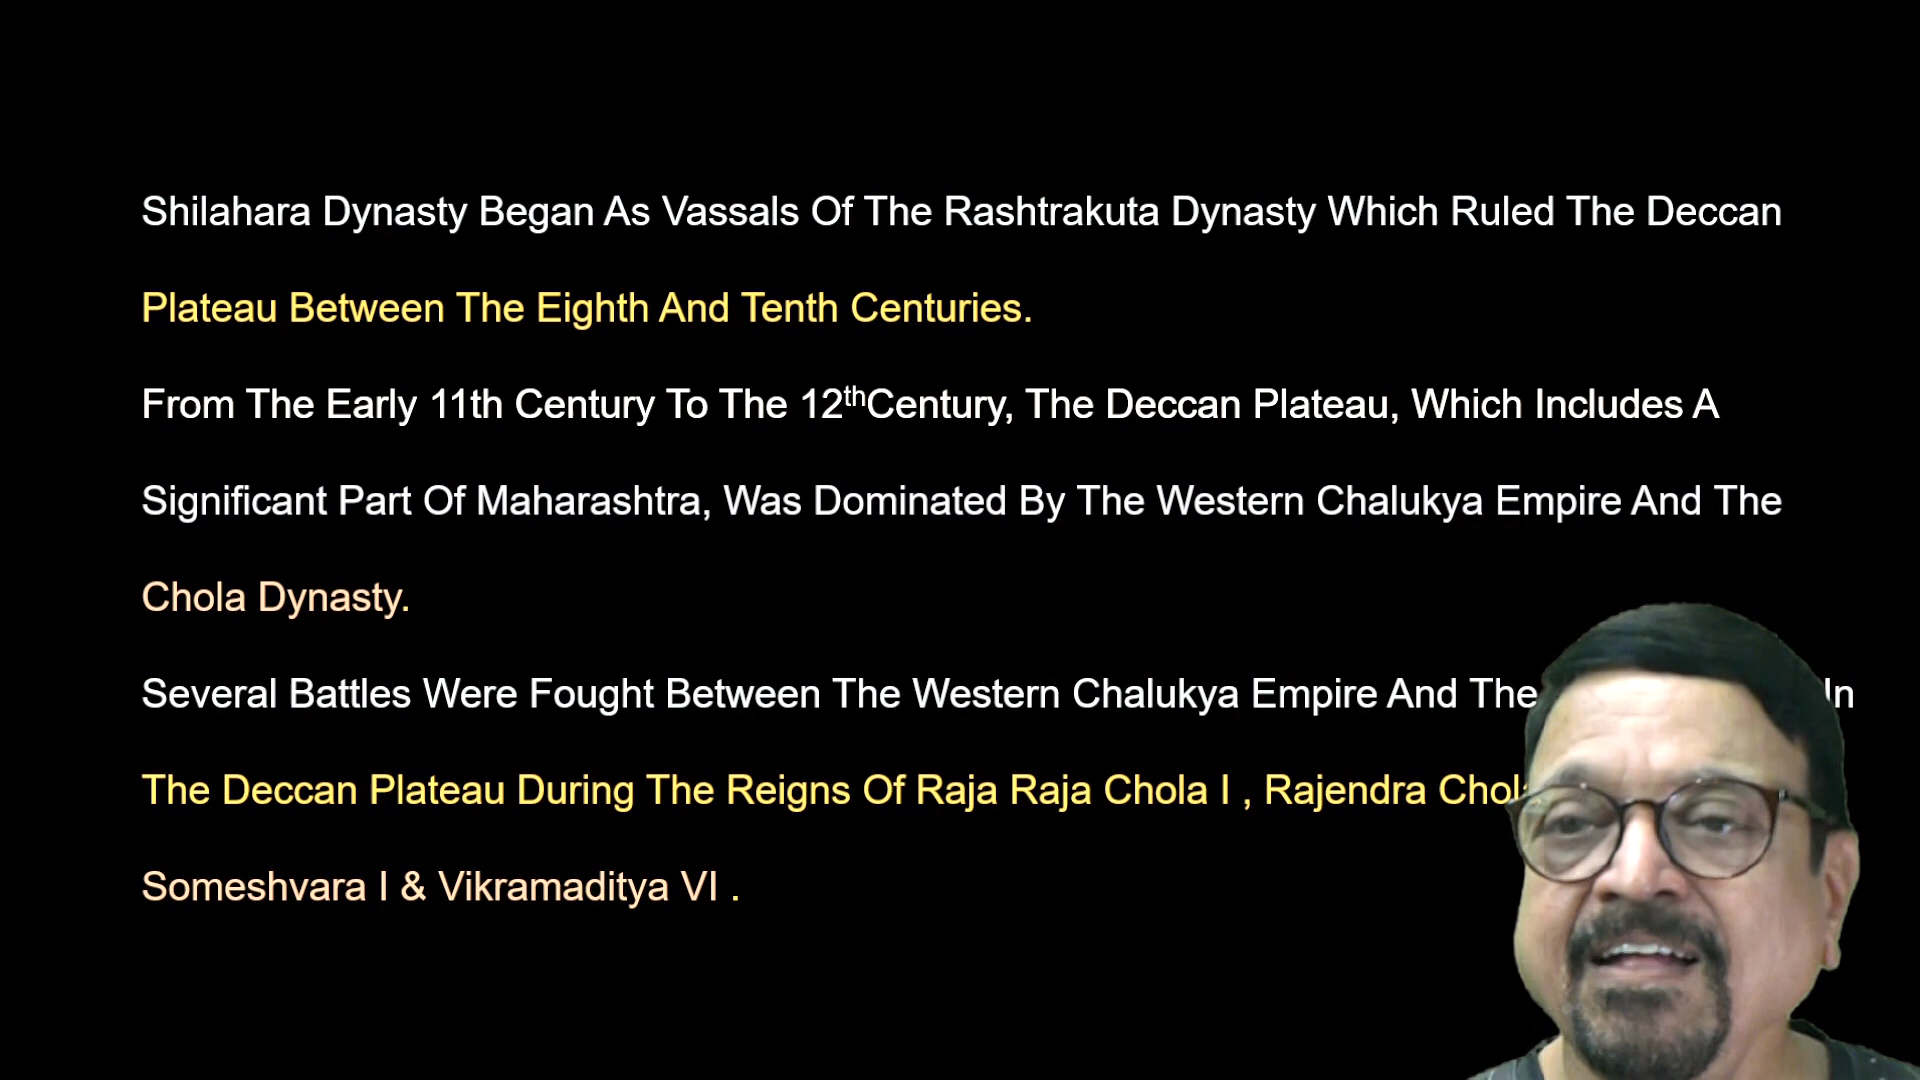 Shilahara Dynasty Began As Vassals Of The Rashtrakuta Dynasty Which Ruled The Deccan
Plateau Between The Eighth And Tenth Centuries.
From The Early 11th Century To The 12thCentury, The Deccan Plateau, Which Includes A
Significant Part Of Maharashtra, Was Dominated By The Western Chalukya Empire And The
Chola Dynasty.
Several Battles Were Fought Between The Western Chalukya Empire And The In
The Deccan Plateau During The Reigns Of Raja Raja Chola I , Rajendra
Someshvara I & Vikramaditya VI .